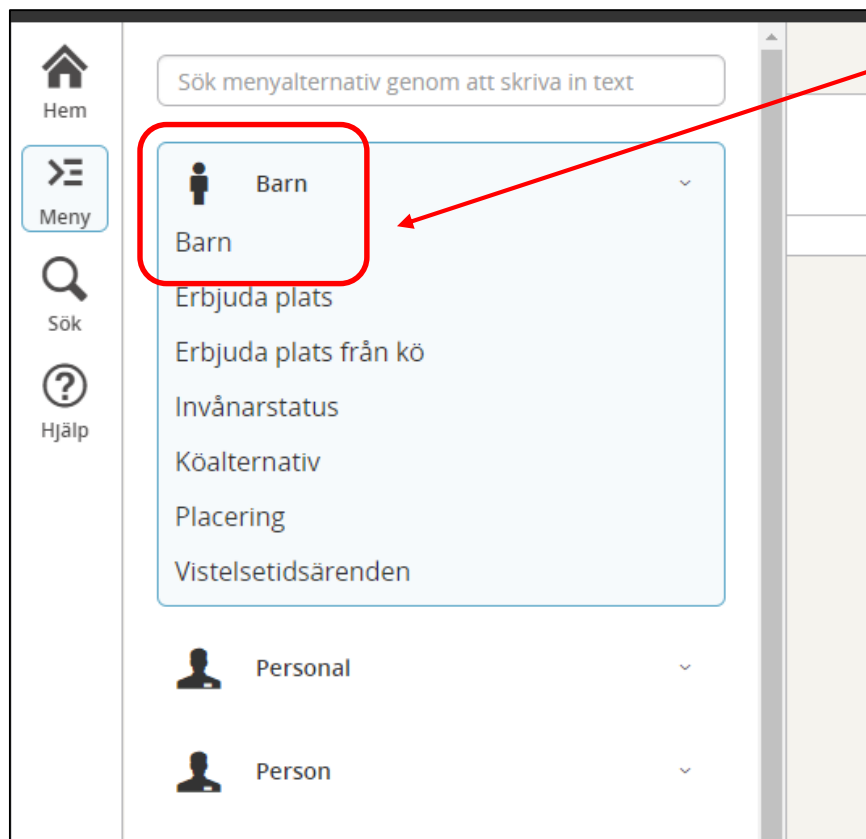 Hem
Meny
Sök
Hjälp
Sök menyalternativ genom att skriva in text
Barn
Barn
Erbjuda plats
Erbjuda plats från kö
Invånarstatus
Köalternativ
Placering
Vistelsetidsärenden
Personal
Person